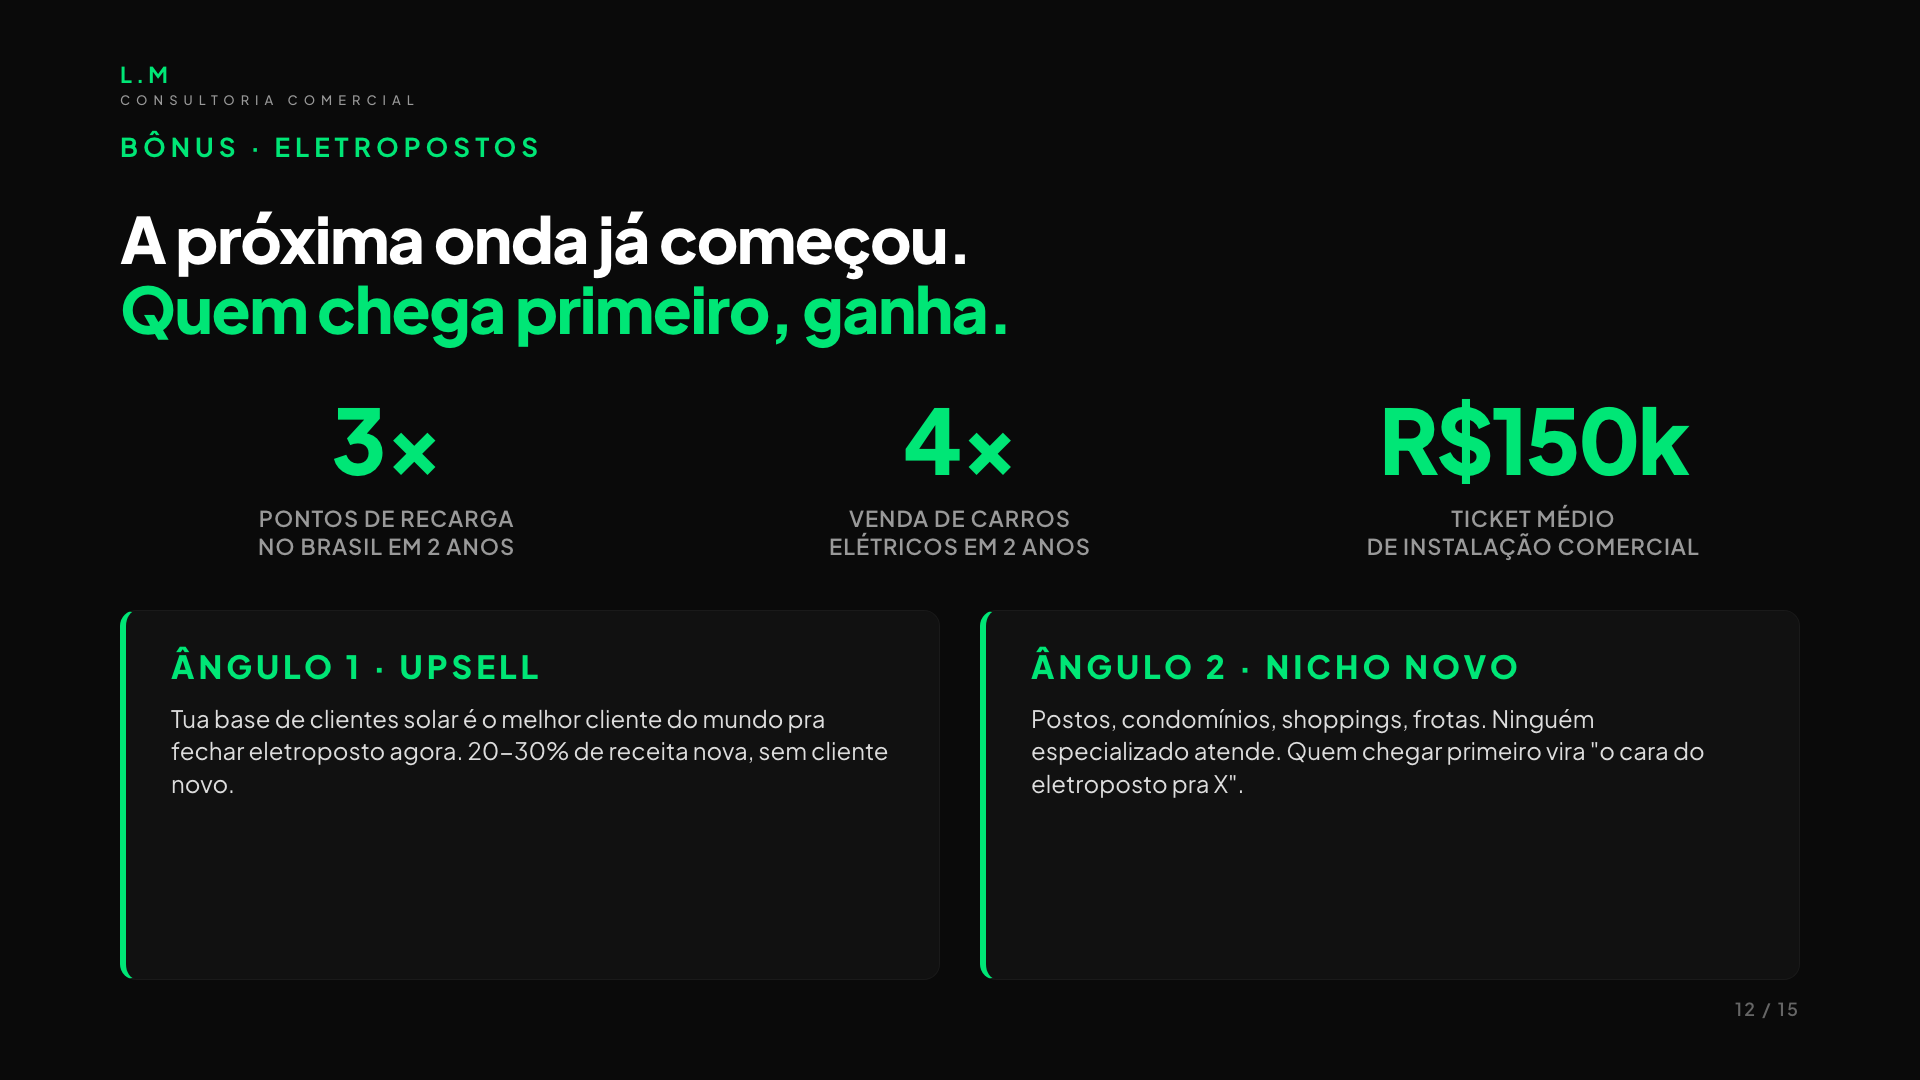 L.M
CONSULTORIA COMERCIAL
BÔNUS · ELETROPOSTOS
A próxima onda já começou.
Quem chega primeiro, ganha.
3×
PONTOS DE RECARGA
NO BRASIL EM 2 ANOS
4×
VENDA DE CARROS
ELÉTRICOS EM 2 ANOS
R$150k
TICKET MÉDIO
DE INSTALAÇÃO COMERCIAL
ÂNGULO 1 · UPSELL
Tua base de clientes solar é o melhor cliente do mundo pra
fechar eletroposto agora. 20–30% de receita nova, sem cliente
novo.
ÂNGULO 2 · NICHO NOVO
Postos, condomínios, shoppings, frotas. Ninguém
especializado atende. Quem chegar primeiro vira "o cara do
eletroposto pra X".
12 / 15